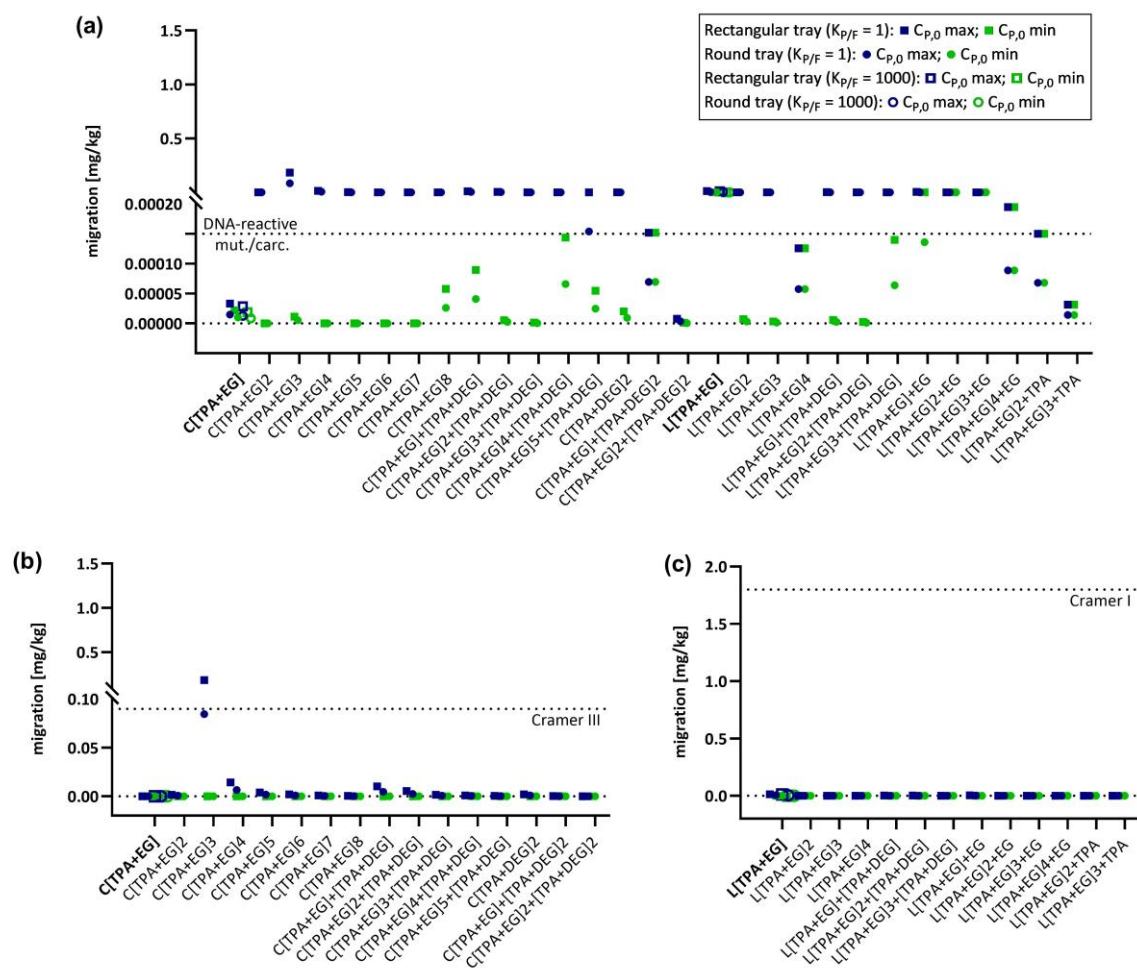 (a)
1.5
1.0
0.5
0.00020
0.00015
0.00010
0.00005
0.00000
migration [mg/kg]
DNA-reactive
mut./carc.
Rectangular tray (KP/F = 1): CP,0 max; CP,0 min
Round tray (KP/F = 1): CP,0 max; CP,0 min
Rectangular tray (KP/F = 1000): CP,0 max; CP,0 min
Round tray (KP/F = 1000): CP,0 max; CP,0 min
C[TPA+EG]
C[TPA+EG]2
C[TPA+EG]3
C[TPA+EG]4
C[TPA+EG]5
C[TPA+EG]6
C[TPA+EG]7
C[TPA+EG]8
C[TPA+EG]+[TPA+DEG]
C[TPA+EG]2+[TPA+DEG]
C[TPA+EG]3+[TPA+DEG]
C[TPA+EG]4+[TPA+DEG]
C[TPA+EG]5+[TPA+DEG]
C[TPA+DEG]2
C[TPA+EG]+[TPA+DEG]2
C[TPA+EG]2+[TPA+DEG]2
L[TPA+EG]
L[TPA+EG]2
L[TPA+EG]3
L[TPA+EG]4
L[TPA+EG]+[TPA+DEG]
L[TPA+EG]2+[TPA+DEG]
L[TPA+EG]3+[TPA+DEG]
L[TPA+EG]+EG
L[TPA+EG]2+EG
L[TPA+EG]3+EG
L[TPA+EG]4+EG
L[TPA+EG]2+TPA
L[TPA+EG]3+TPA
(b)
1.5
1.0
0.5
0.10
0.05
0.00
migration [mg/kg]
Cramer III
C[TPA+EG]
C[TPA+EG]2
C[TPA+EG]3
C[TPA+EG]4
C[TPA+EG]5
C[TPA+EG]6
C[TPA+EG]7
C[TPA+EG]8
C[TPA+EG]+[TPA+DEG]
C[TPA+EG]2+[TPA+DEG]
C[TPA+EG]3+[TPA+DEG]
C[TPA+EG]4+[TPA+DEG]
C[TPA+EG]5+[TPA+DEG]
C[TPA+DEG]2
C[TPA+EG]+[TPA+DEG]2
C[TPA+EG]2+[TPA+DEG]2
(c)
2.0
1.5
1.0
0.5
0.0
migration [mg/kg]
Cramer I
L[TPA+EG]
L[TPA+EG]2
L[TPA+EG]3
L[TPA+EG]4
L[TPA+EG]+[TPA+DEG]
L[TPA+EG]2+[TPA+DEG]
L[TPA+EG]3+[TPA+DEG]
L[TPA+EG]+EG
L[TPA+EG]2+EG
L[TPA+EG]3+EG
L[TPA+EG]4+EG
L[TPA+EG]2+TPA
L[TPA+EG]3+TPA